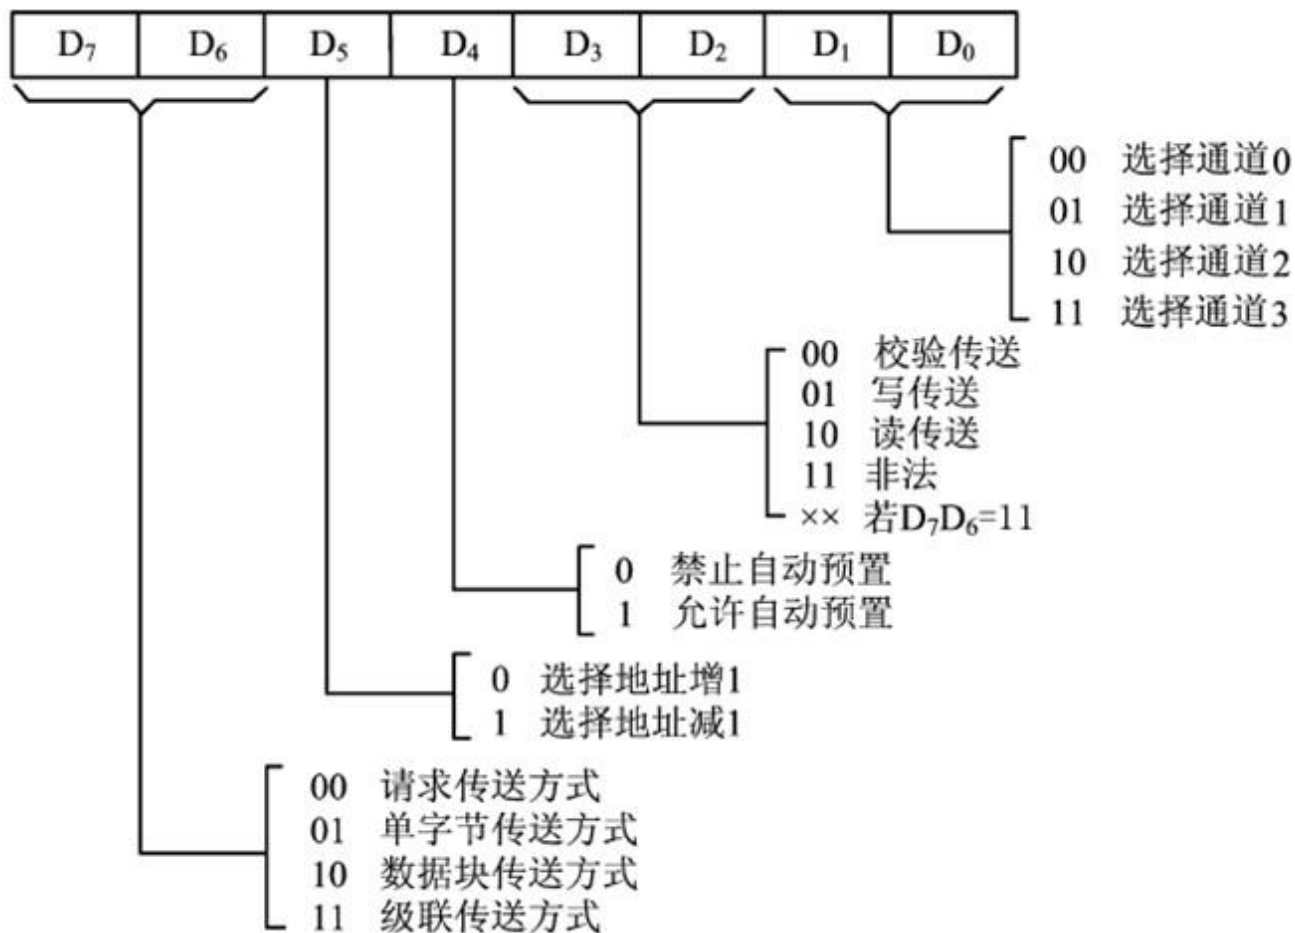 D₇ D₆ D₅ D₄ D₃ D₂ D₁ D₀
00 选择通道0
01 选择通道1
10 选择通道2
11 选择通道3
00 校验传送
01 写传送
10 读传送
11 非法
×× 若D₇D₆=11
0 禁止自动预置
1 允许自动预置
0 选择地址增1
1 选择地址减1
00 请求传送方式
01 单字节传送方式
10 数据块传送方式
11 级联传送方式